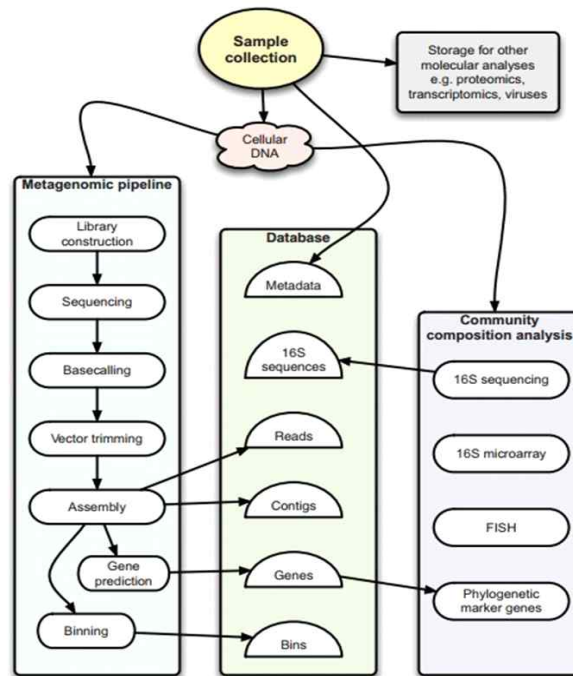 Sample
collection
Storage for other
molecular analyses
e.g. proteomics,
transcriptomics, viruses
Cellular
DNA
Metagenomic pipeline
Library
construction
Sequencing
Basecalling
Vector trimming
Assembly
Gene
prediction
Binning
Database
Metadata
16S
sequences
Reads
Contigs
Genes
Bins
Community
composition analysis
16S sequencing
16S microarray
FISH
Phylogenetic
marker genes